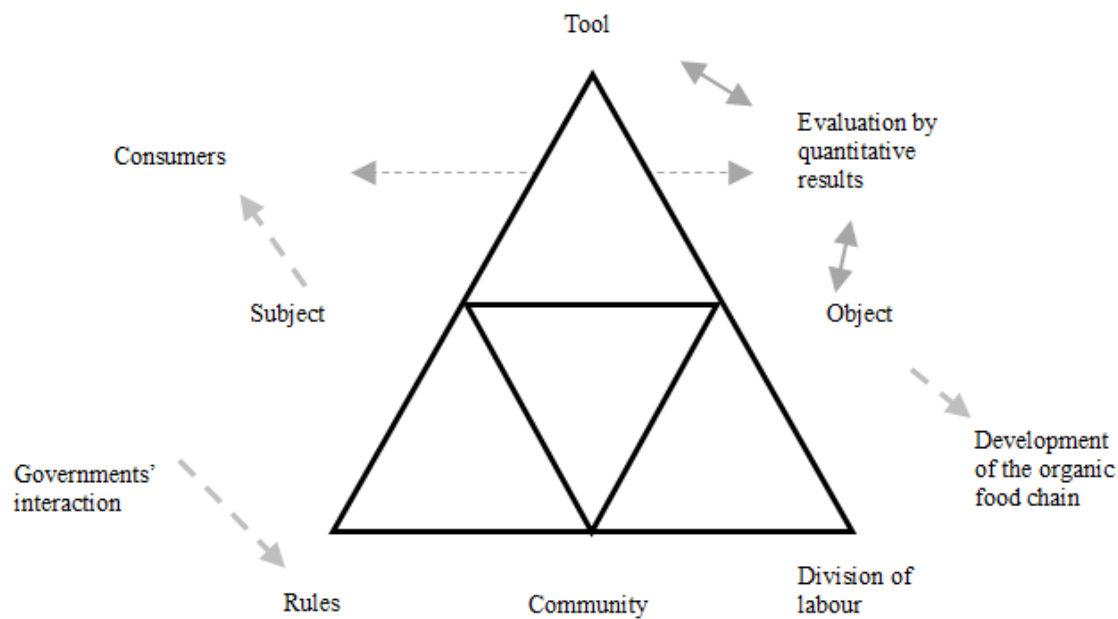 Tool
Evaluation by
quantitative
results
Consumers
Subject
Object
Development
of the organic
food chain
Governments’
interaction
Rules
Community
Division of
labour